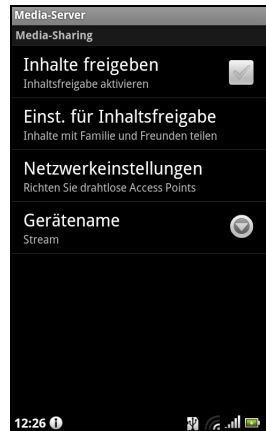 Media-Server
Media-Sharing
Inhalte freigeben
Inhaltsfreigabe aktivieren
Einst. für Inhaltsfreigabe
Inhalte mit Familie und Freunden teilen
Netzwerkeinstellungen
Richten Sie drahtlose Access Points
Gerätename
Stream
12:26